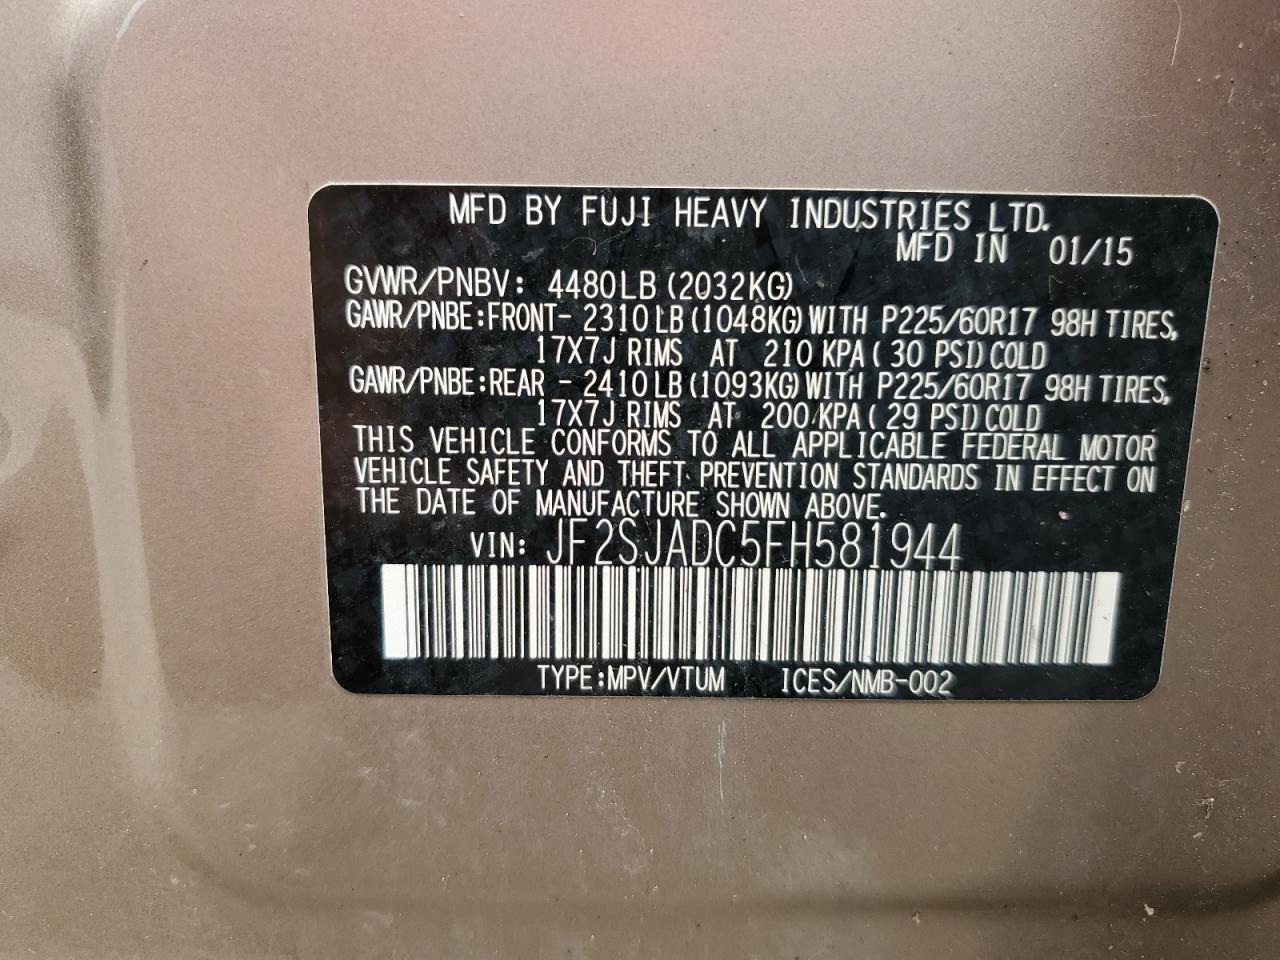 MFD BY FUJI HEAVY INDUSTRIES LTD.
MFD IN 01/15
GVWR/PNBV: 4480LB (2032KG)
GAWR/PNBE:FRONT- 2310 LB (1048KG) WITH P225/60R17 98H TIRES,
17X7J RIMS AT 210 KPA ( 30 PSI) COLD
GAWR/PNBE:REAR - 2410 LB (1093KG) WITH P225/60R17 98H TIRES,
17X7J RIMS AT 200 KPA ( 29 PSI) COLD
THIS VEHICLE CONFORMS TO ALL APPLICABLE FEDERAL MOTOR
VEHICLE SAFETY AND THEFT PREVENTION STANDARDS IN EFFECT ON
THE DATE OF MANUFACTURE SHOWN ABOVE.
VIN: JF2SJADC5FH581944
TYPE:MPV/VTUM ICES/NMB-002